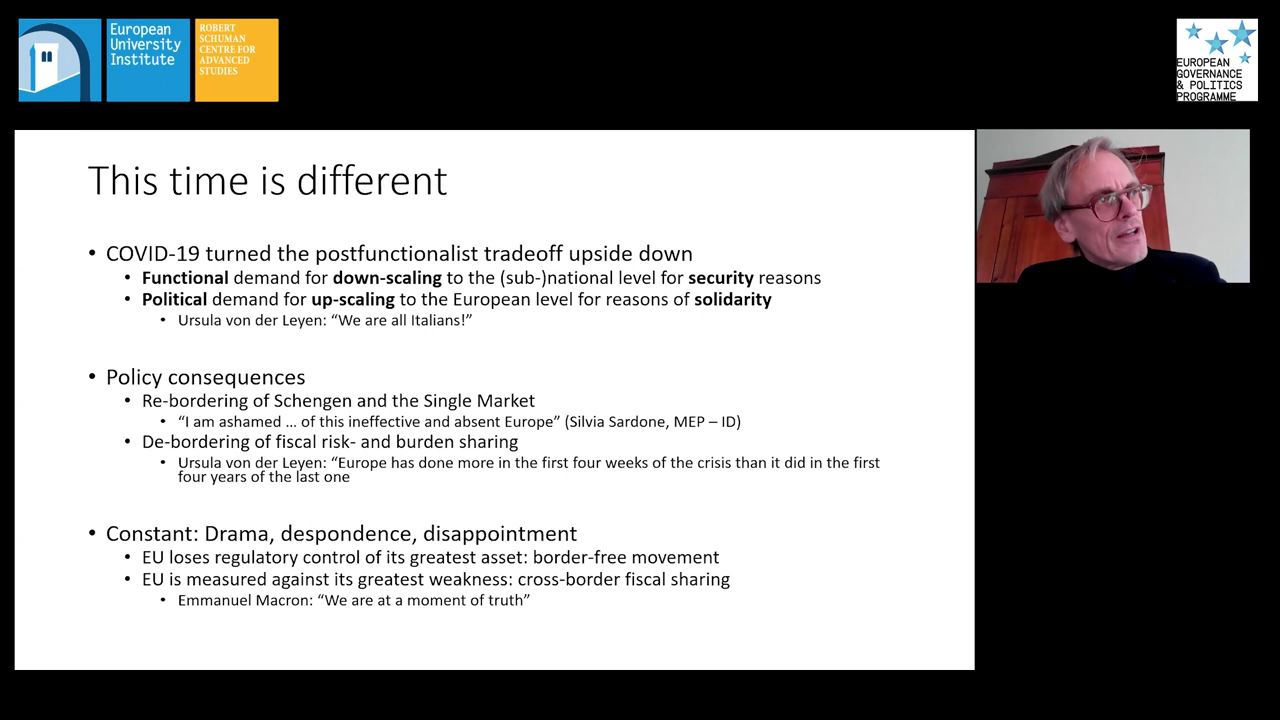 European
University
Institute
ROBERT
SCHUMAN
CENTRE FOR
ADVANCED
STUDIES
EUROPEAN
GOVERNANCE
& POLITICS
PROGRAMME
This time is different
• COVID-19 turned the postfunctionalist tradeoff upside down
• Functional demand for down-scaling to the (sub-)national level for security reasons
• Political demand for up-scaling to the European level for reasons of solidarity
• Ursula von der Leyen: “We are all Italians!”
• Policy consequences
• Re-bordering of Schengen and the Single Market
• “I am ashamed … of this ineffective and absent Europe” (Silvia Sardone, MEP – ID)
• De-bordering of fiscal risk- and burden sharing
• Ursula von der Leyen: “Europe has done more in the first four weeks of the crisis than it did in the first
four years of the last one
• Constant: Drama, despondence, disappointment
• EU loses regulatory control of its greatest asset: border-free movement
• EU is measured against its greatest weakness: cross-border fiscal sharing
• Emmanuel Macron: “We are at a moment of truth”